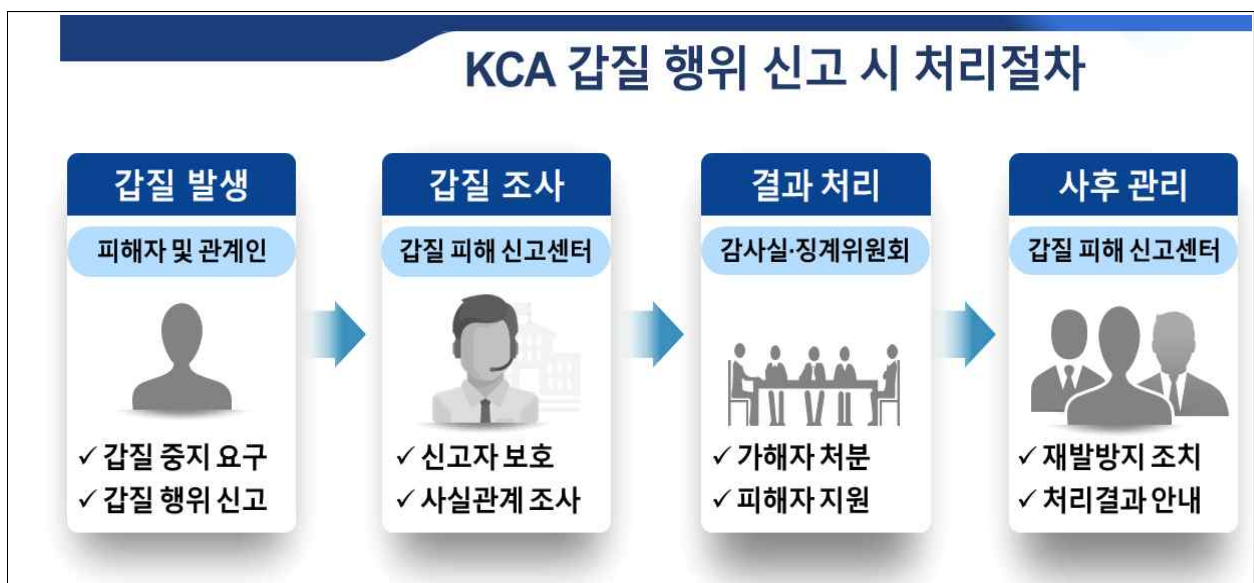 KCA 갑질 행위 신고 시 처리절차
갑질 발생
피해자 및 관계인
✓ 갑질 중지 요구
✓ 갑질 행위 신고
갑질 조사
갑질 피해 신고센터
✓ 신고자 보호
✓ 사실관계 조사
결과 처리
감사실·징계위원회
✓ 가해자 처분
✓ 피해자 지원
사후 관리
갑질 피해 신고센터
✓ 재발방지 조치
✓ 처리결과 안내